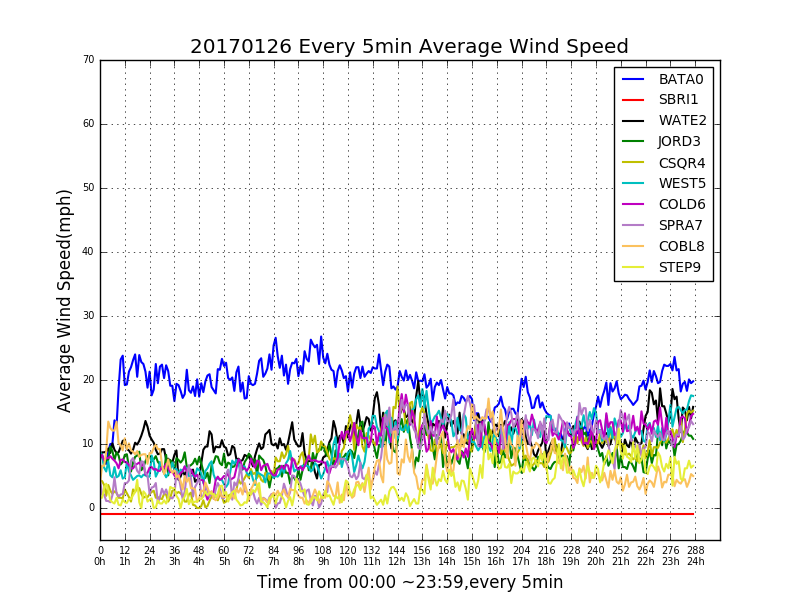 20170126 Every 5min Average Wind Speed
70
60
50
40
30
20
10
0
Average Wind Speed(mph)
BATA0
SBRI1
WATE2
JORD3
CSQR4
WEST5
COLD6
SPRA7
COBL8
STEP9
0 12 24 36 48 60 72 84 96 108 120 132 144 156 168 180 192 204 216 228 240 252 264 276 288
0h 1h 2h 3h 4h 5h 6h 7h 8h 9h 10h 11h 12h 13h 14h 15h 16h 17h 18h 19h 20h 21h 22h 23h 24h
Time from 00:00 ~23:59,every 5min